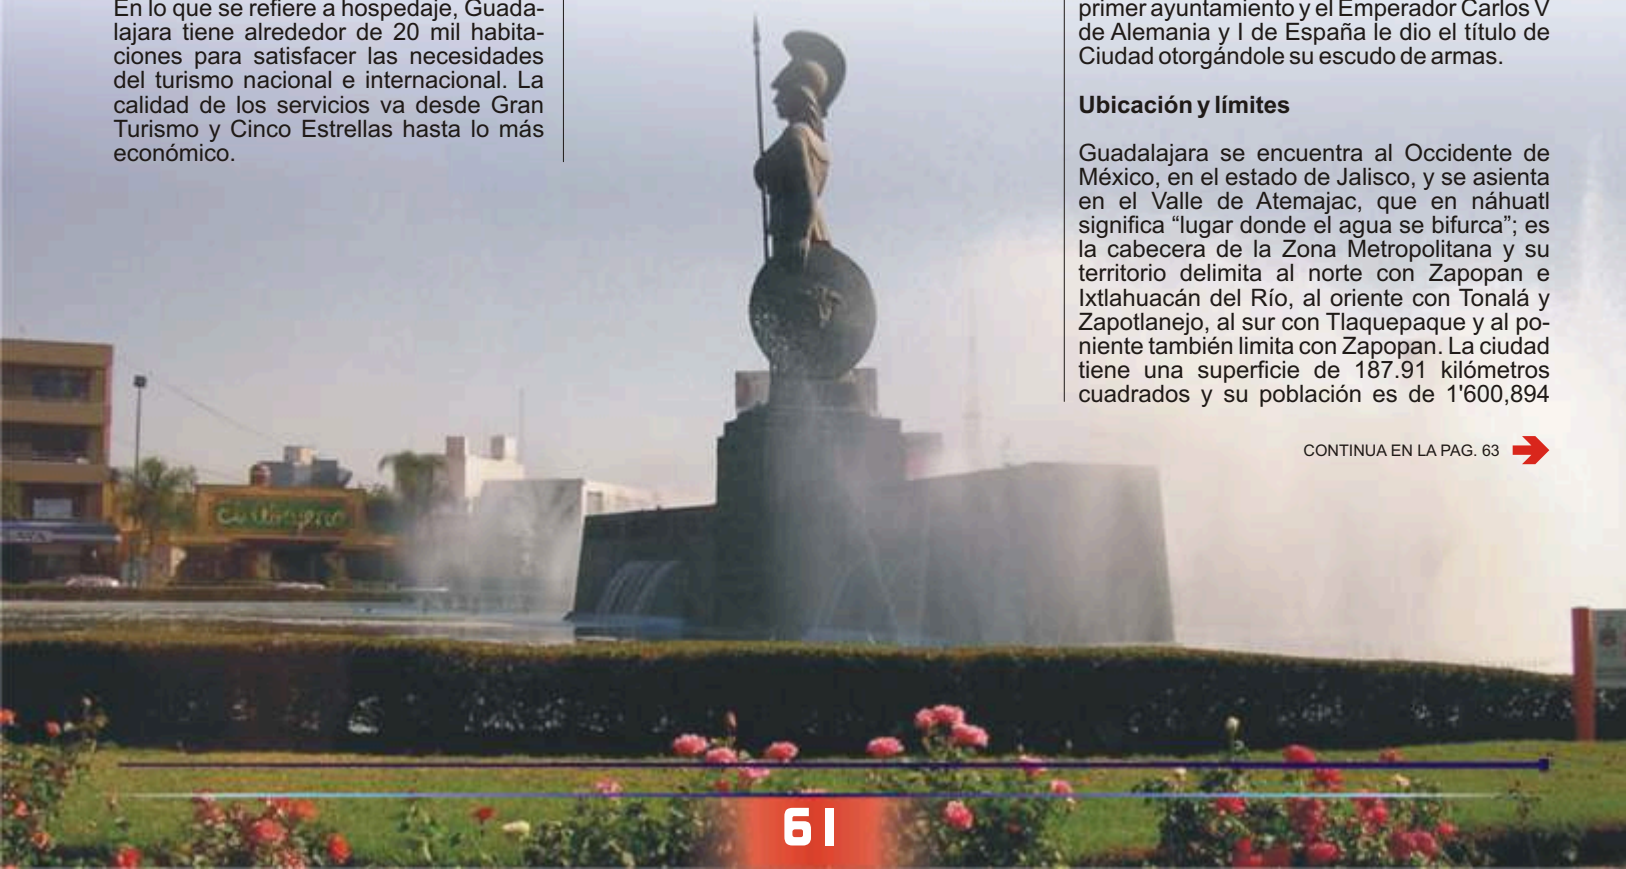 En lo que se refiere a hospedaje, Guada-
lajara tiene alrededor de 20 mil habita-
ciones para satisfacer las necesidades
del turismo nacional e internacional. La
calidad de los servicios va desde Gran
Turismo y Cinco Estrellas hasta lo más
económico.
primer ayuntamiento y el Emperador Carlos V
de Alemania y I de España le dio el título de
Ciudad otorgándole su escudo de armas.
Ubicación y límites
Guadalajara se encuentra al Occidente de
México, en el estado de Jalisco, y se asienta
en el Valle de Atemajac, que en náhuatl
significa “lugar donde el agua se bifurca”; es
la cabecera de la Zona Metropolitana y su
territorio delimita al norte con Zapopan e
Ixtlahuacán del Río, al oriente con Tonalá y
Zapotlanejo, al sur con Tlaquepaque y al po-
niente también limita con Zapopan. La ciudad
tiene una superficie de 187.91 kilómetros
cuadrados y su población es de 1'600,894
CONTINUA EN LA PAG. 63
61